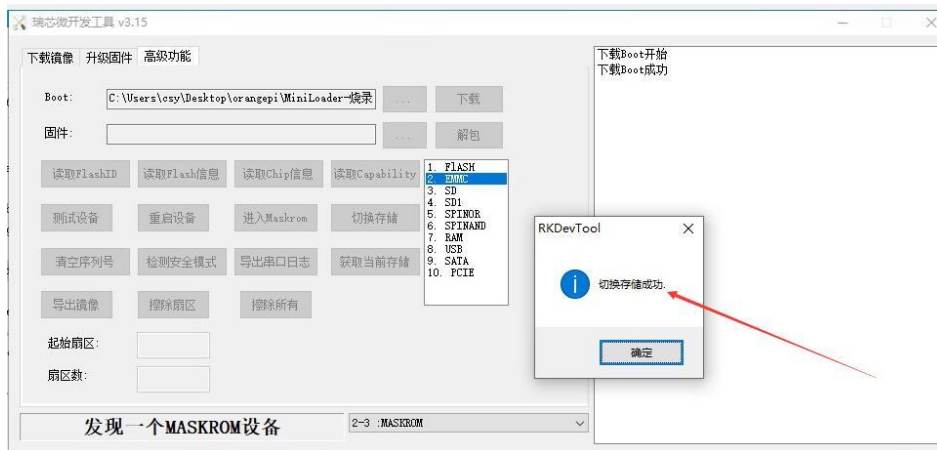 瑞芯微开发工具 v3.15
下载镜像 升级固件 高级功能
Boot: C:\Users\csy\Desktop\orangepi\MiniLoader-烧录 ... 下载
固件: ... 解包
读取FlashID 读取Flash信息 读取Chip信息 读取Capability
测试设备 重启设备 进入Maskrom 切换存储
清空序列号 检测安全模式 导出串口日志 获取当前存储
导出镜像 擦除扇区 擦除所有
1. FlASH
2. EMMC
3. SD
4. SD1
5. SPINOR
6. SPINAND
7. RAM
8. USB
9. SATA
10. PCIE
起始扇区:
扇区数:
发现一个MASKROM设备
2-3 :MASKROM
下载Boot开始
下载Boot成功
RKDevTool
切换存储成功.
确定